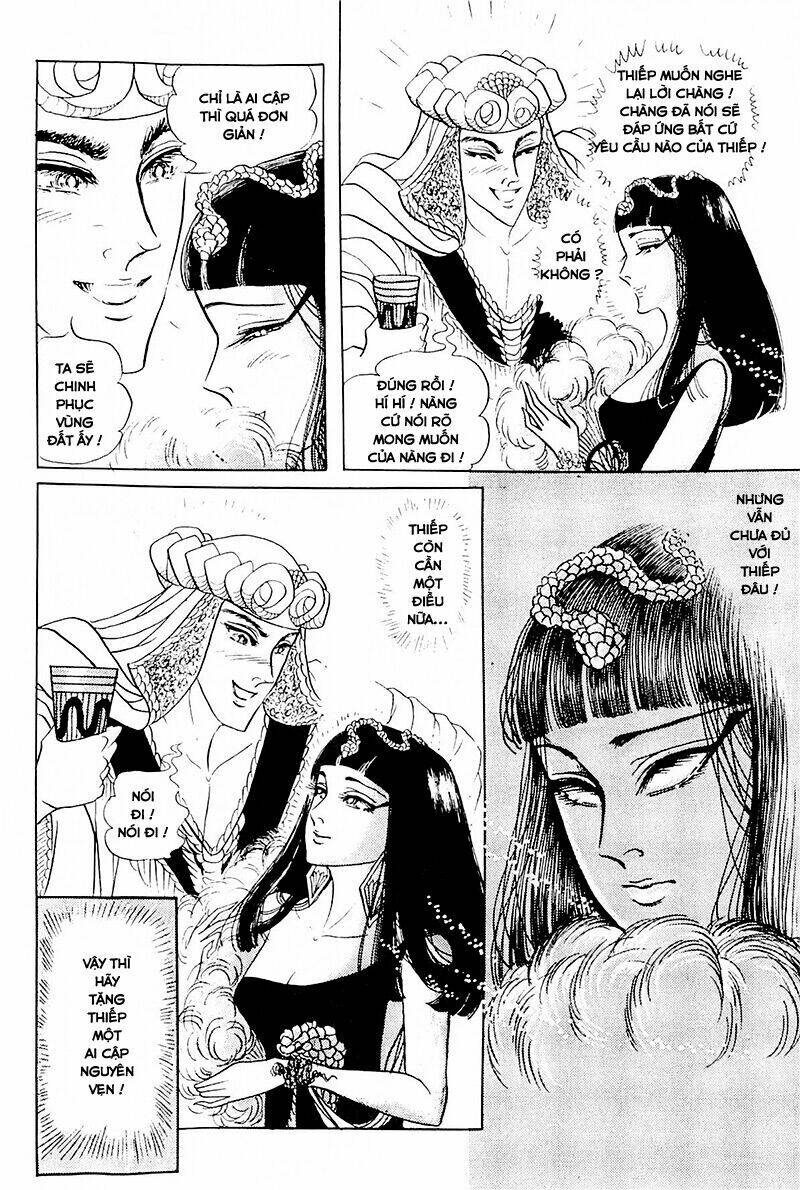 THIẾP MUỐN NGHE
LẠI LỜI CHÀNG !
CHÀNG ĐÃ NÓI SẼ
ĐÁP ỨNG BẤT CỨ
YÊU CẦU NÀO CỦA THIẾP !
CÓ
PHẢI
KHÔNG ?
ĐÚNG RỒI !
HÍ HÍ ! NÀNG
CỨ NÓI RÕ
MONG MUỐN
CỦA NÀNG ĐI !
CHỈ LÀ AI CẬP
THÌ QUÁ ĐƠN
GIẢN !
TA SẼ
CHINH
PHỤC
VÙNG
ĐẤT ẤY !
NHƯNG
VẪN
CHƯA ĐỦ
VỚI
THIẾP
ĐÂU !
THIẾP
CÒN
CẦN
MỘT
ĐIỀU
NỮA...
NÓI
ĐI !
NÓI ĐI !
VẬY THÌ
HÃY
TẶNG
THIẾP
MỘT
AI CẬP
NGUYÊN
VẸN !